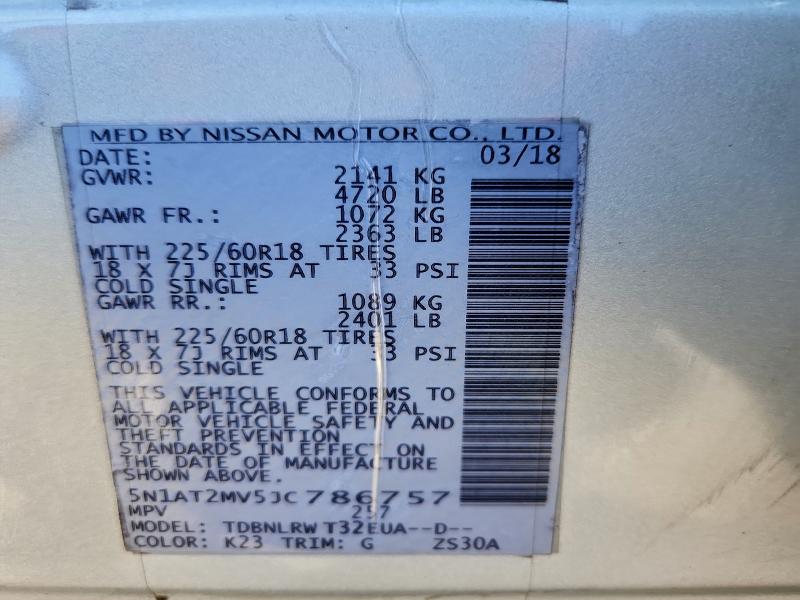 MFD BY NISSAN MOTOR CO., LTD.
DATE: 03/18
GVWR: 2141 KG
4720 LB
GAWR FR.: 1072 KG
2363 LB
WITH 225/60R18 TIRES
18 X 7J RIMS AT 33 PSI
COLD SINGLE
GAWR RR.: 1089 KG
2401 LB
WITH 225/60R18 TIRES
18 X 7J RIMS AT 33 PSI
COLD SINGLE
THIS VEHICLE CONFORMS TO
ALL APPLICABLE FEDERAL
MOTOR VEHICLE SAFETY AND
THEFT PREVENTION
STANDARDS IN EFFECT ON
THE DATE OF MANUFACTURE
SHOWN ABOVE.
5N1AT2MV5JC786757
MPV 257
MODEL: TDBNLRW T32EUA--D--
COLOR: K23 TRIM: G ZS30A